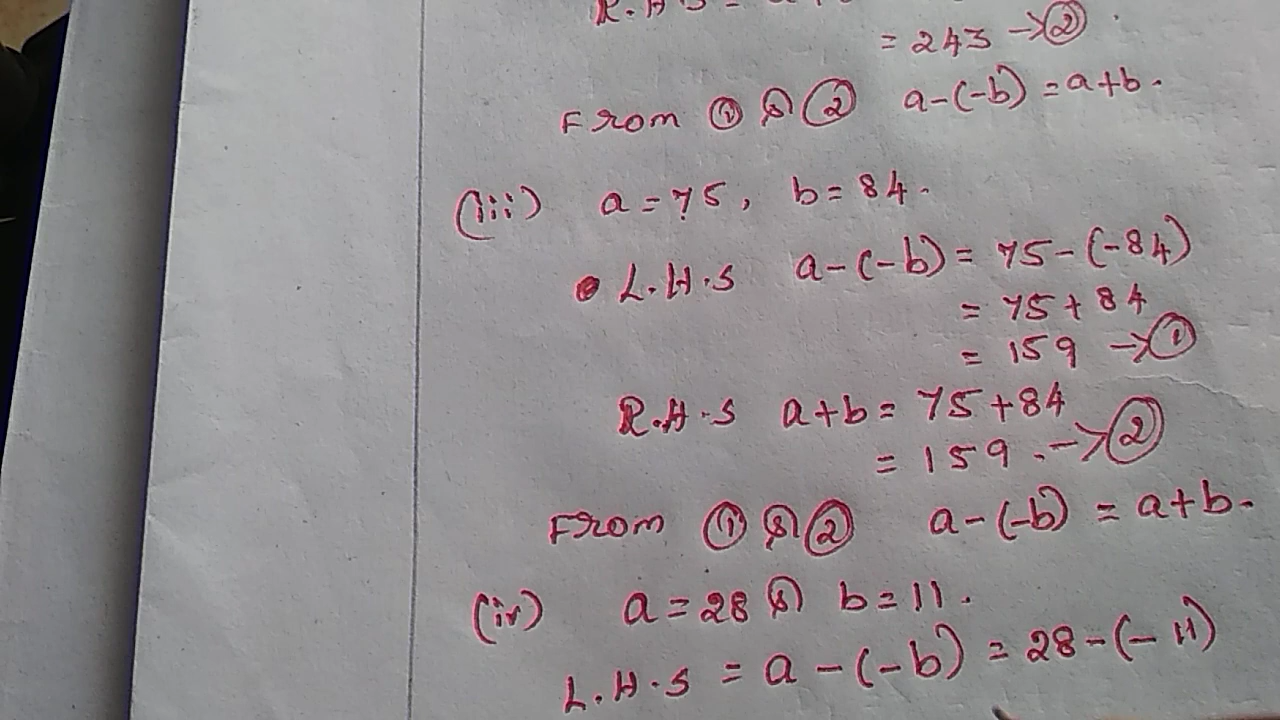 = 243 → ②
From ① & ② a-(-b) = a+b.
(iii) a = 75, b = 84.
L.H.S a-(-b) = 75-(-84)
= 75+84
= 159 → ①
R.H.S a+b = 75+84
= 159. → ②
From ① & ② a-(-b) = a+b.
(iv) a = 28 & b = 11.
L.H.S = a-(-b) = 28-(-11)